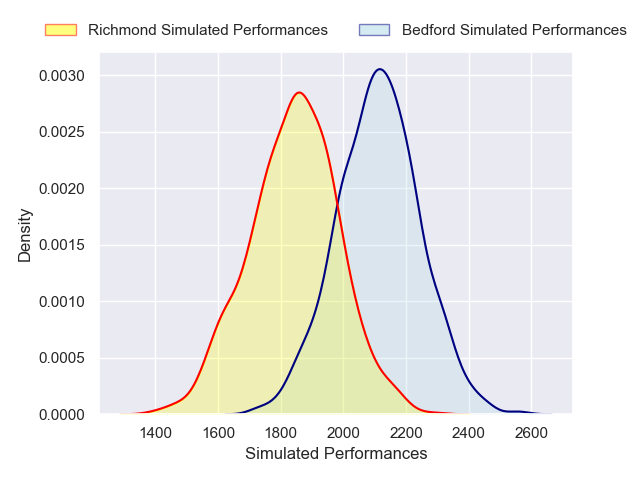 Richmond Simulated Performances
Bedford Simulated Performances
0.0030
0.0025
0.0020
0.0015
0.0010
0.0005
0.0000
Density
1400 1600 1800 2000 2200 2400 2600
Simulated Performances